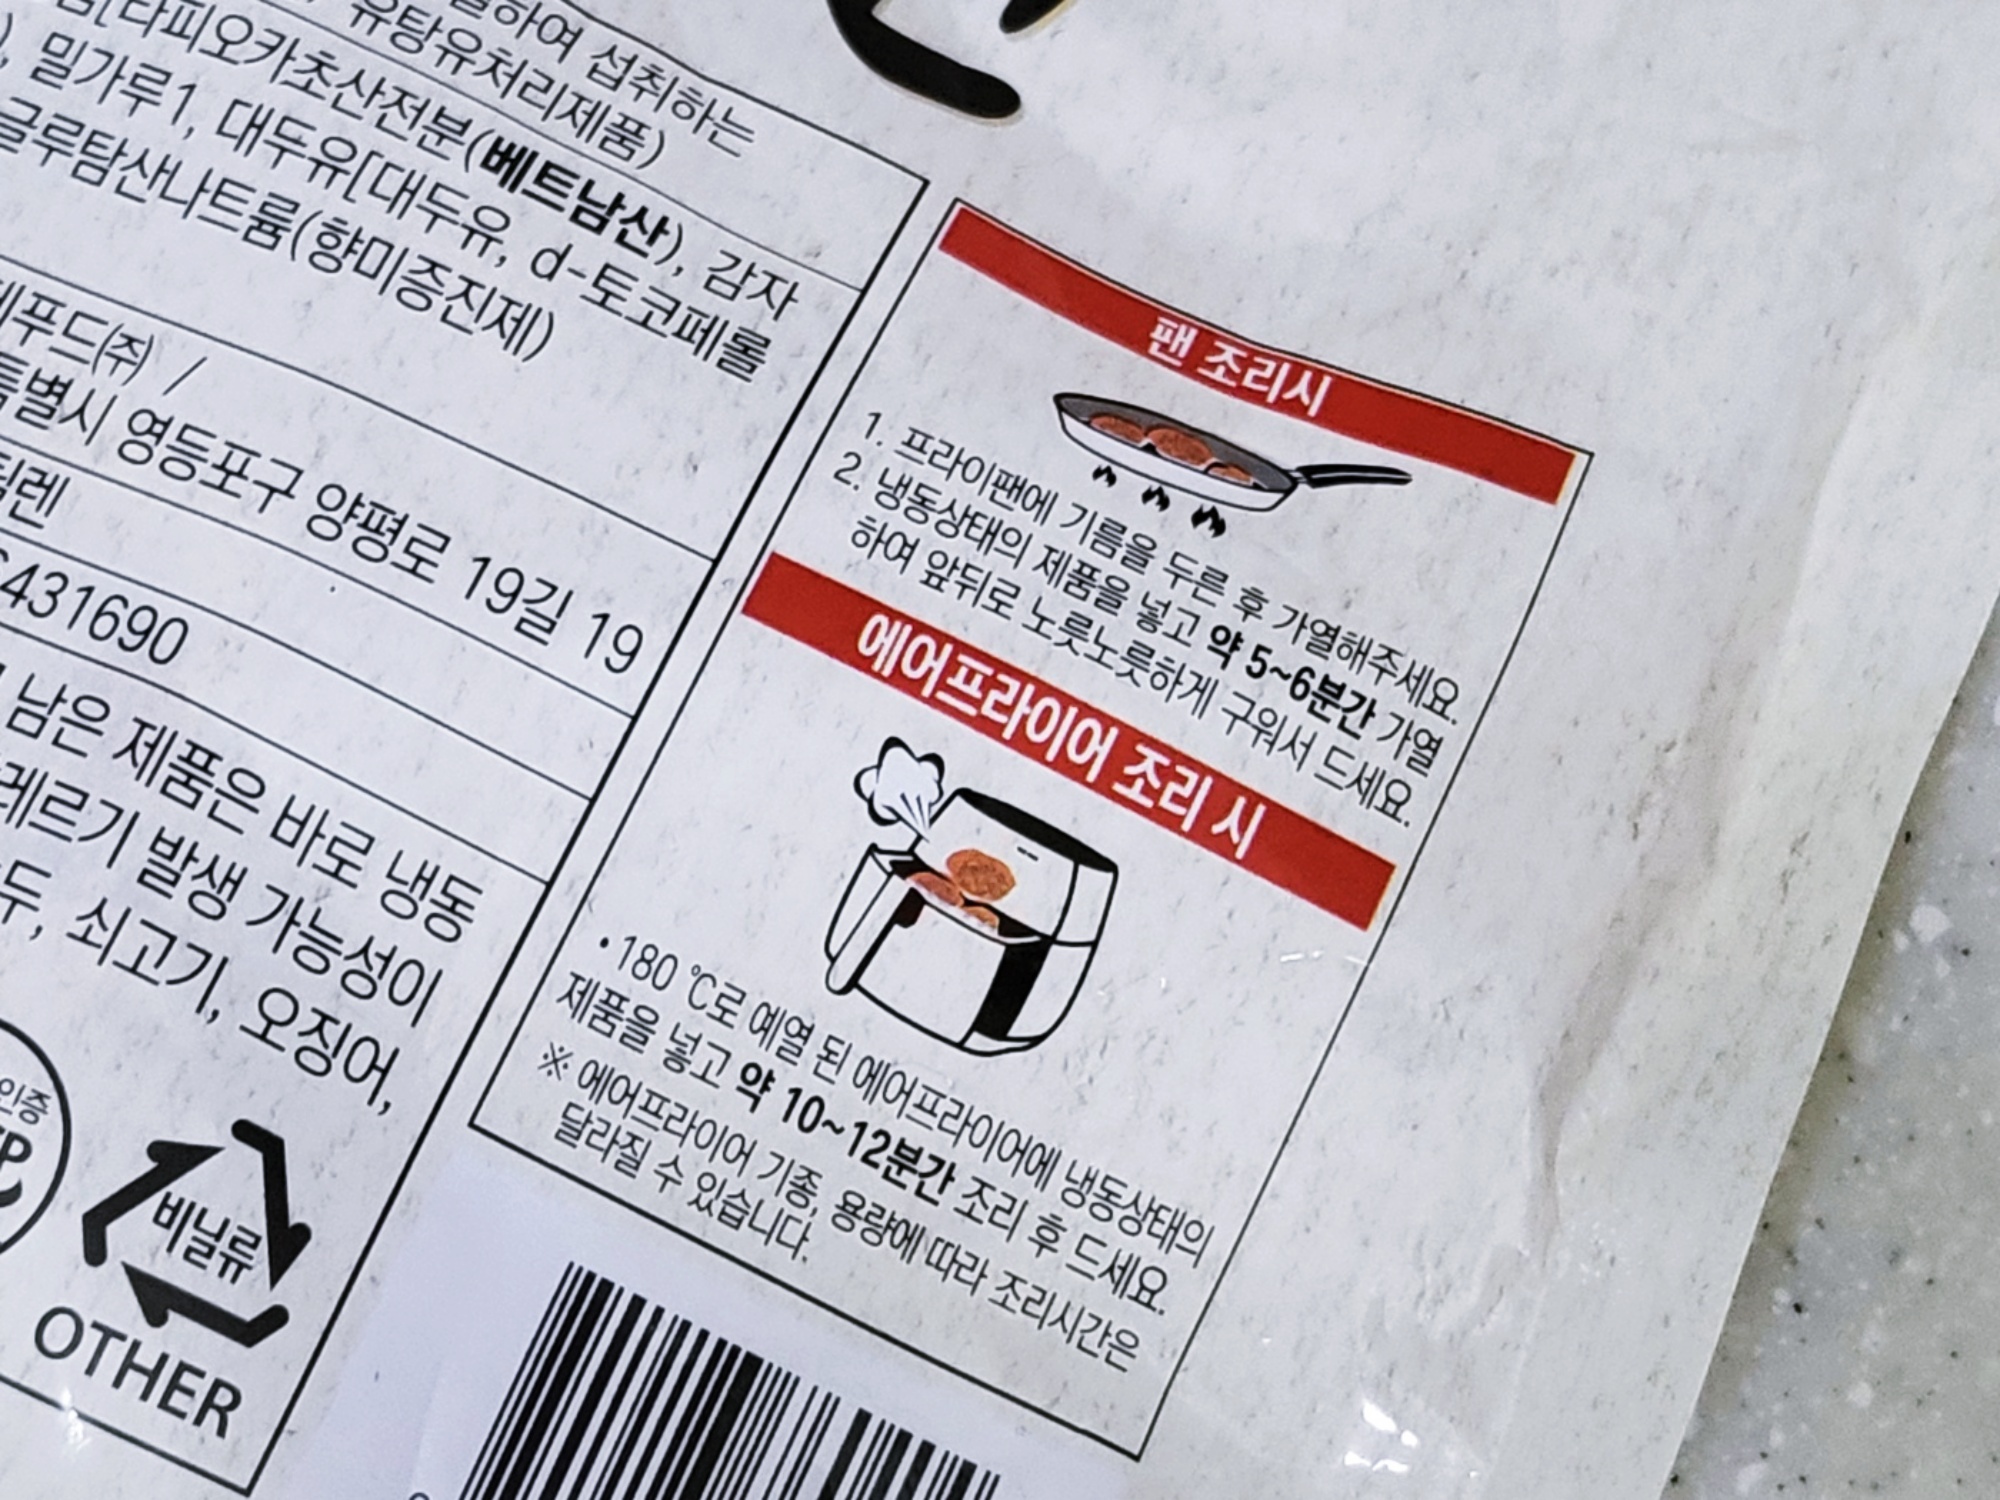 하여 섭취하는
유탕유처리제품)
타피오카초산전분(베트남산), 감자
밀가루1, 대두유[대두유, d-토코페롤
글루탐산나트륨(향미증진제)
푸드㈜ /
특별시 영등포구 양평로 19길 19
틸렌
431690
남은 제품은 바로 냉동
레르기 발생 가능성이
두, 쇠고기, 오징어,
인증
비닐류
OTHER
팬 조리시
1. 프라이팬에 기름을 두른 후 가열해주세요.
2. 냉동상태의 제품을 넣고 약 5~6분간 가열
하여 앞뒤로 노릇노릇하게 구워서 드세요.
에어프라이어 조리 시
• 180 ℃로 예열 된 에어프라이어에 냉동상태의
제품을 넣고 약 10~12분간 조리 후 드세요.
※ 에어프라이어 기종, 용량에 따라 조리시간은
달라질 수 있습니다.